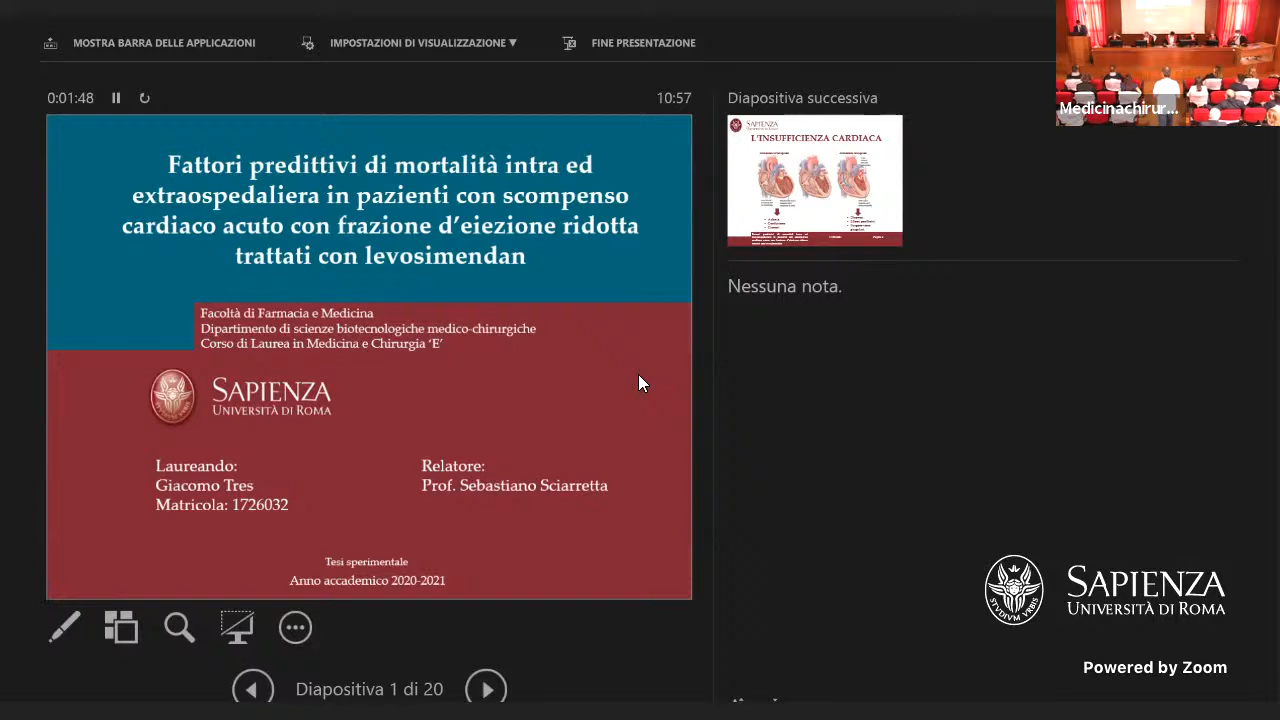 MOSTRA BARRA DELLE APPLICAZIONI
IMPOSTAZIONI DI VISUALIZZAZIONE ▼
FINE PRESENTAZIONE
Medicinachirur...
0:01:48
10:57
Diapositiva successiva
Fattori predittivi di mortalità intra ed
extraospedaliera in pazienti con scompenso
cardiaco acuto con frazione d'eiezione ridotta
trattati con levosimendan
Facoltà di Farmacia e Medicina
Dipartimento di scienze biotecnologiche medico-chirurgiche
Corso di Laurea in Medicina e Chirurgia 'E'
SAPIENZA
UNIVERSITÀ DI ROMA
Laureando:
Giacomo Tres
Matricola: 1726032
Relatore:
Prof. Sebastiano Sciarretta
Tesi sperimentale
Anno accademico 2020-2021
Diapositiva 1 di 20
SAPIENZA
L'INSUFFICIENZA CARDIACA
Nessuna nota.
STVDIVM VRBIS
SAPIENZA
UNIVERSITÀ DI ROMA
Powered by Zoom